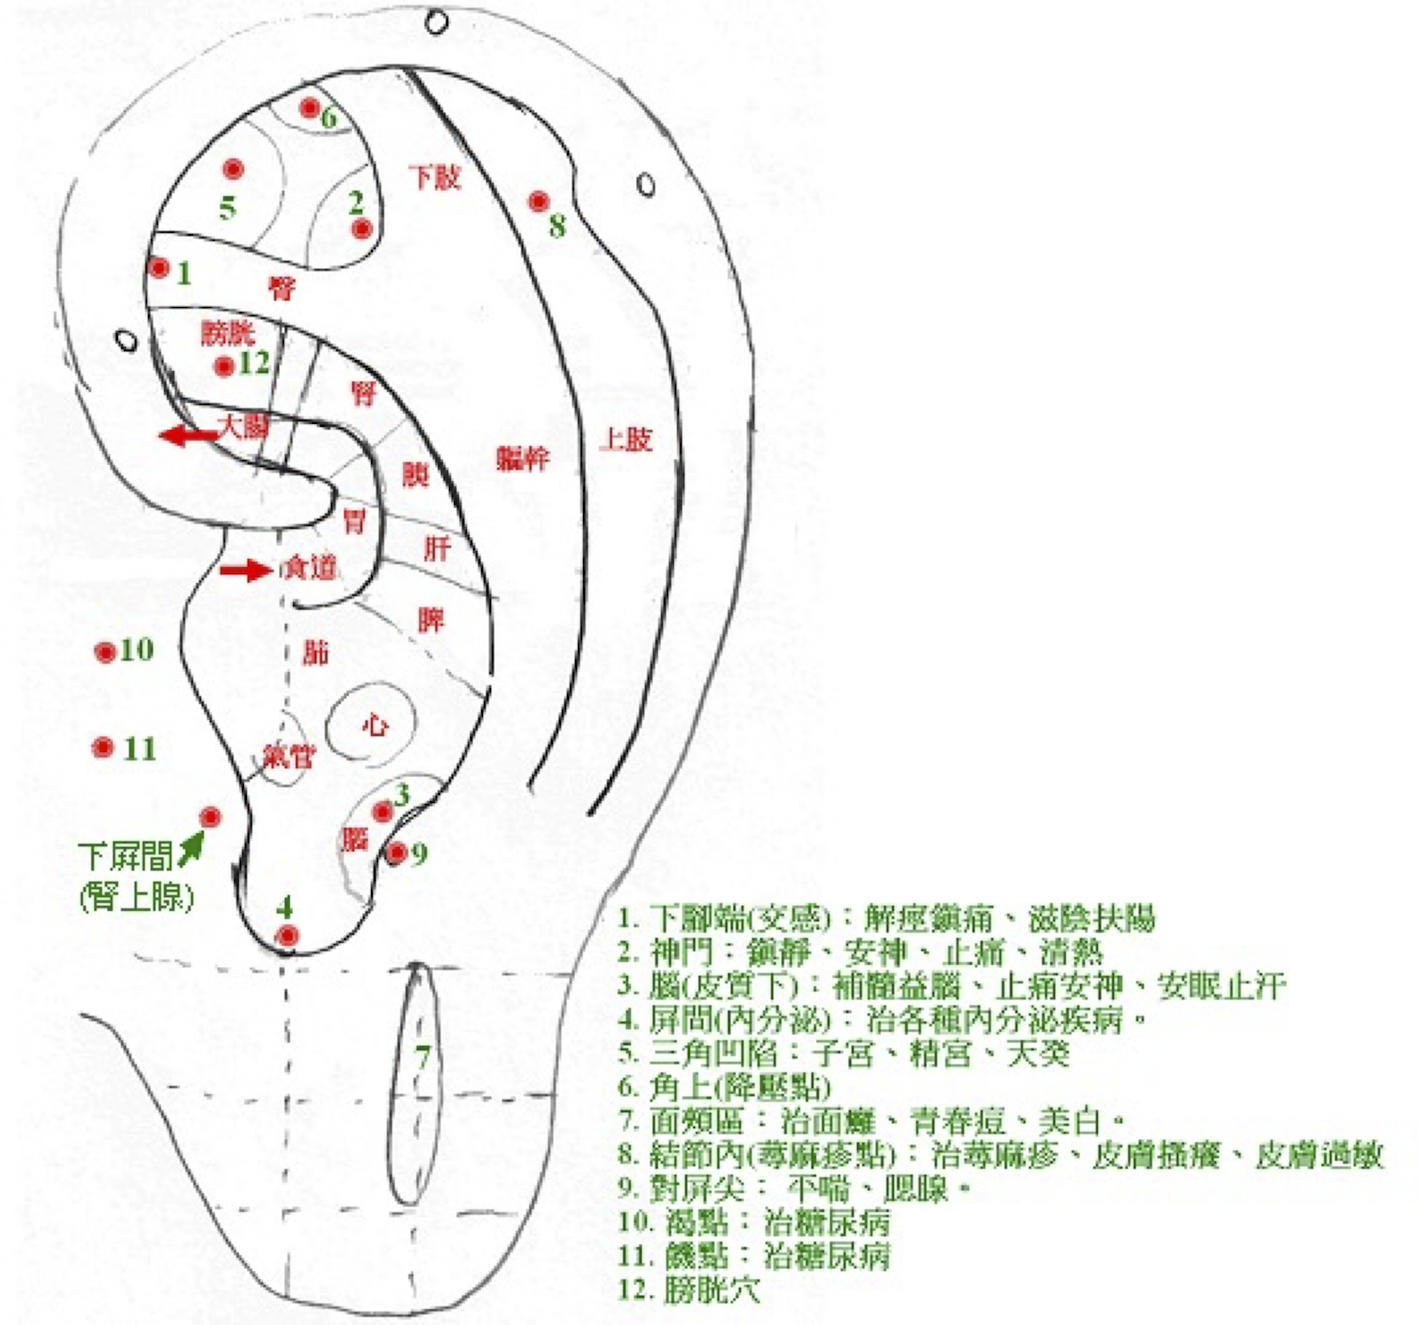 6
5
2
下肢
8
1
臀
膀胱
12
腎
大腸
上肢
軀幹
胰
胃
肝
食道
脾
10
肺
心
11
氣管
3
腦
9
下屏間
(腎上腺)
4
7
1. 下腳端(交感)：解痙鎮痛、滋陰扶陽
2. 神門：鎮靜、安神、止痛、清熱
3. 腦(皮質下)：補髓益腦、止痛安神、安眠止汗
4. 屏間(內分泌)：治各種內分泌疾病。
5. 三角凹陷：子宮、精宮、天癸
6. 角上(降壓點)
7. 面頰區：治面癱、青春痘、美白。
8. 結節內(蕁麻疹點)：治蕁麻疹、皮膚搔癢、皮膚過敏
9. 對屏尖： 平喘、腮腺。
10. 渴點：治糖尿病
11. 饑點：治糖尿病
12. 膀胱穴